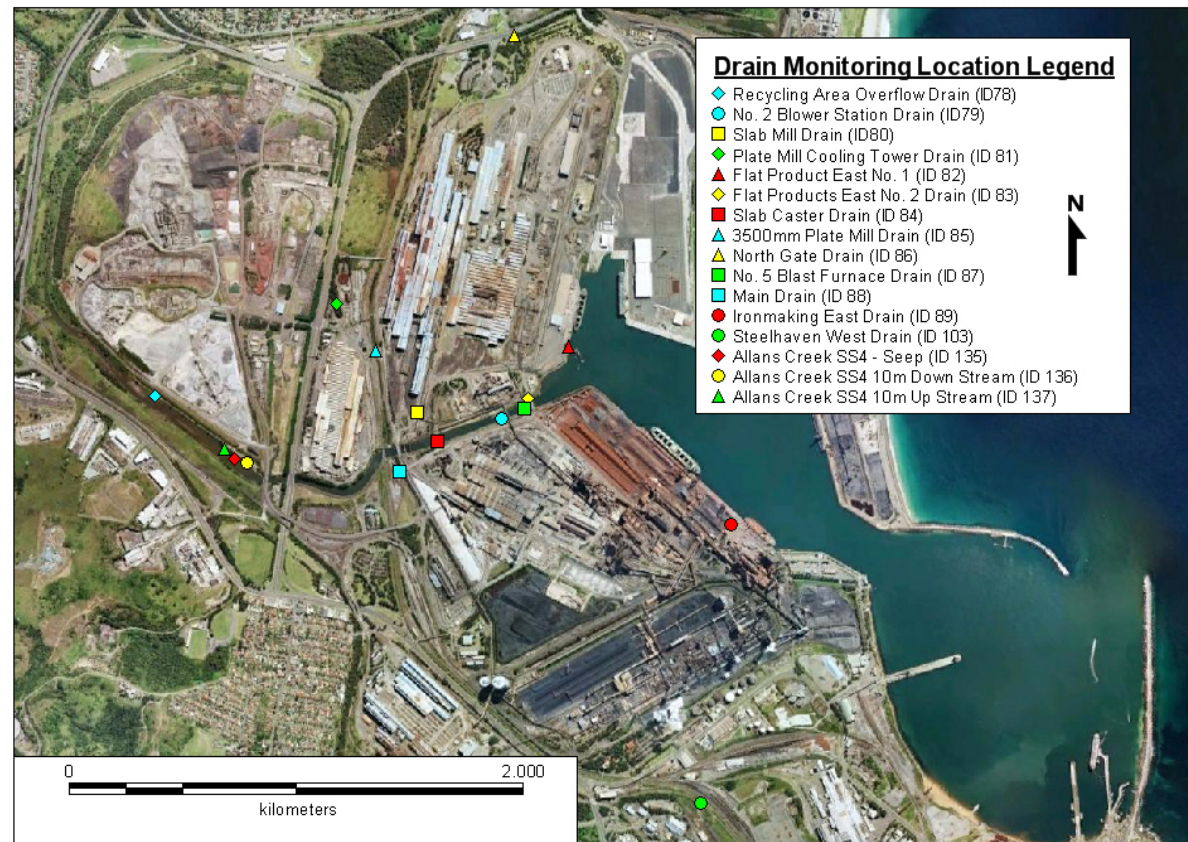 Drain Monitoring Location Legend
Recycling Area Overflow Drain (ID78)
No. 2 Blower Station Drain (ID79)
Slab Mill Drain (ID80)
Plate Mill Cooling Tower Drain (ID 81)
Flat Product East No. 1 (ID 82)
Flat Products East No. 2 Drain (ID 83)
Slab Caster Drain (ID 84)
3500mm Plate Mill Drain (ID 85)
North Gate Drain (ID 86)
No. 5 Blast Furnace Drain (ID 87)
Main Drain (ID 88)
Ironmaking East Drain (ID 89)
Steelhaven West Drain (ID 103)
Allans Creek SS4 - Seep (ID 135)
Allans Creek SS4 10m Down Stream (ID 136)
Allans Creek SS4 10m Up Stream (ID 137)
N
0 2.000
kilometers